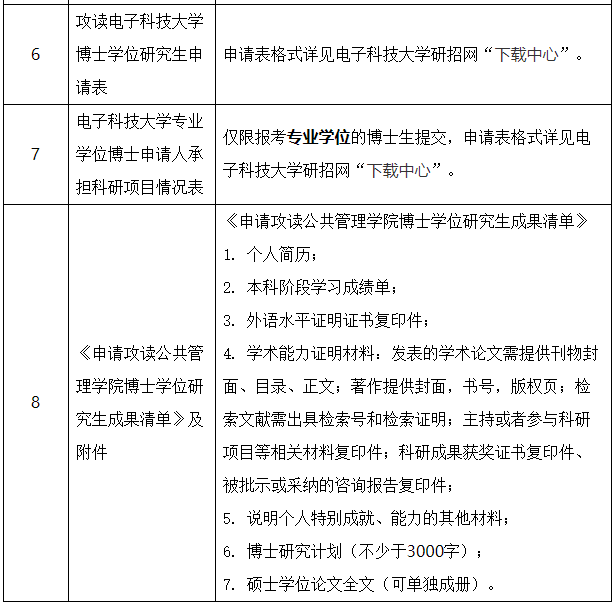 6
攻读电子科技大学
博士学位研究生申
请表
申请表格式详见电子科技大学研招网“下载中心”。
7
电子科技大学专业
学位博士申请人承
担科研项目情况表
仅限报考专业学位的博士生提交，申请表格式详见电
子科技大学研招网“下载中心”。
8
《申请攻读公共管
理学院博士学位研
究生成果清单》及
附件
《申请攻读公共管理学院博士学位研究生成果清单》
1. 个人简历；
2. 本科阶段学习成绩单；
3. 外语水平证明证书复印件；
4. 学术能力证明材料：发表的学术论文需提供刊物封
面、目录、正文；著作提供封面，书号，版权页；检
索文献需出具检索号和检索证明；主持或者参与科研
项目等相关材料复印件；科研成果获奖证书复印件、
被批示或采纳的咨询报告复印件；
5. 说明个人特别成就、能力的其他材料；
6. 博士研究计划（不少于3000字）；
7. 硕士学位论文全文（可单独成册）。